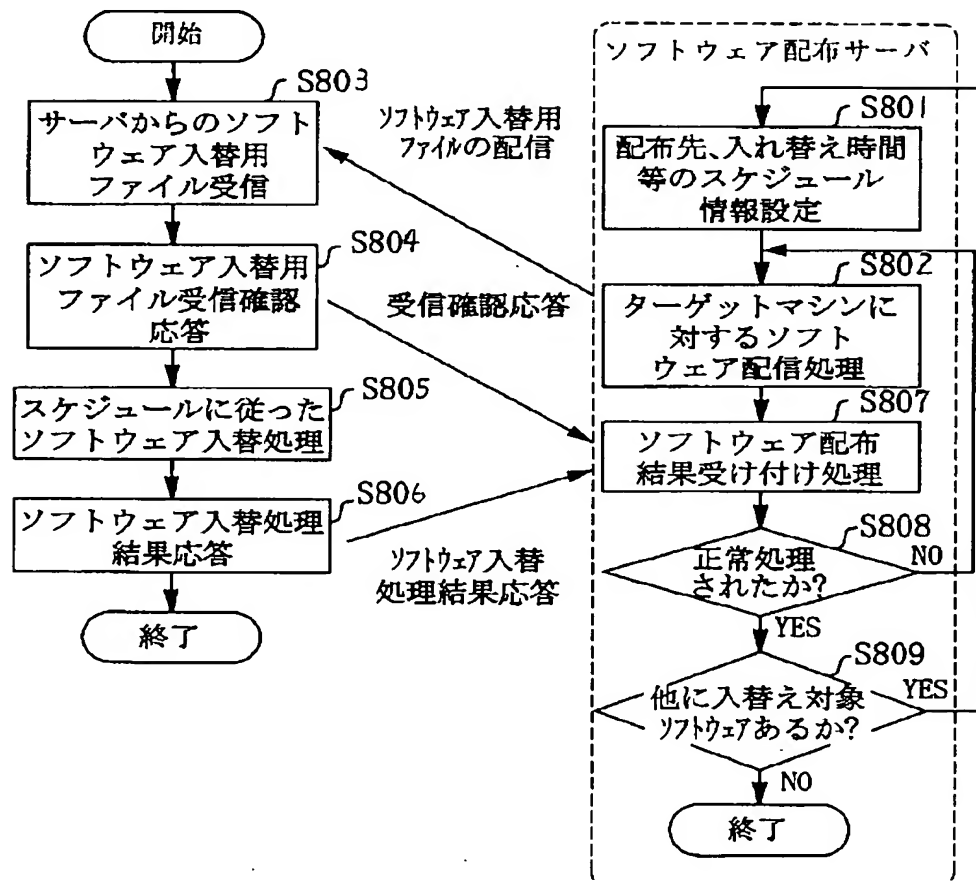 開始
S803
サーバからのソフト
ウェア入替用
ファイル受信
S804
ソフトウェア入替用
ファイル受信確認
応答
S805
スケジュールに従った
ソフトウェア入替処理
S806
ソフトウェア入替処理
結果応答
終了
ソフトウェア入替用
ファイルの配信
受信確認応答
ソフトウェア入替
処理結果応答
ソフトウェア配布サーバ
S801
配布先、入れ替え時間
等のスケジュール
情報設定
S802
ターゲットマシンに
対するソフト
ウェア配信処理
S807
ソフトウェア配布
結果受け付け処理
S808
正常処理
されたか?
NO
YES
S809
他に入替え対象
ソフトウェアあるか?
YES
NO
終了